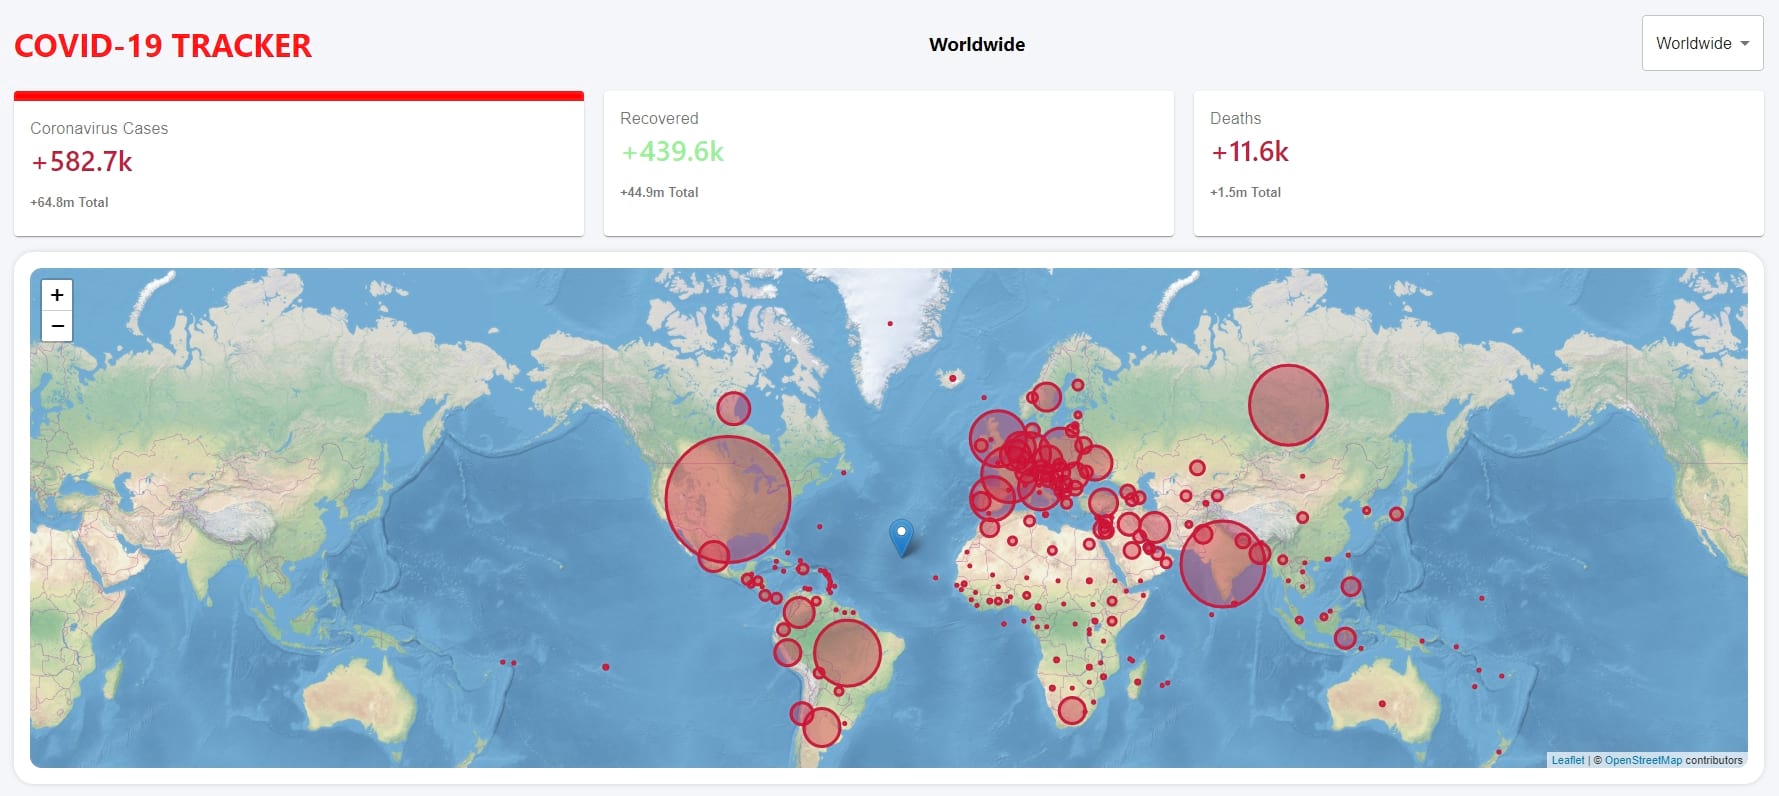 COVID-19 TRACKER
Worldwide
Worldwide
Coronavirus Cases
+582.7k
+64.8m Total
Recovered
+439.6k
+44.9m Total
Deaths
+11.6k
+1.5m Total
+
−
Leaflet | © OpenStreetMap contributors